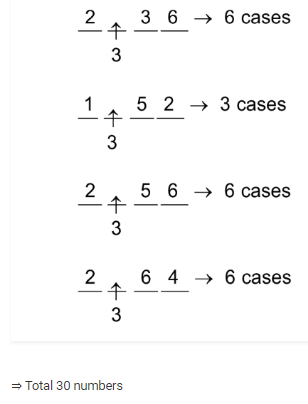 2 ↑ 3 6 → 6 cases
3
1 ↑ 5 2 → 3 cases
3
2 ↑ 5 6 → 6 cases
3
2 ↑ 6 4 → 6 cases
3
⇒ Total 30 numbers